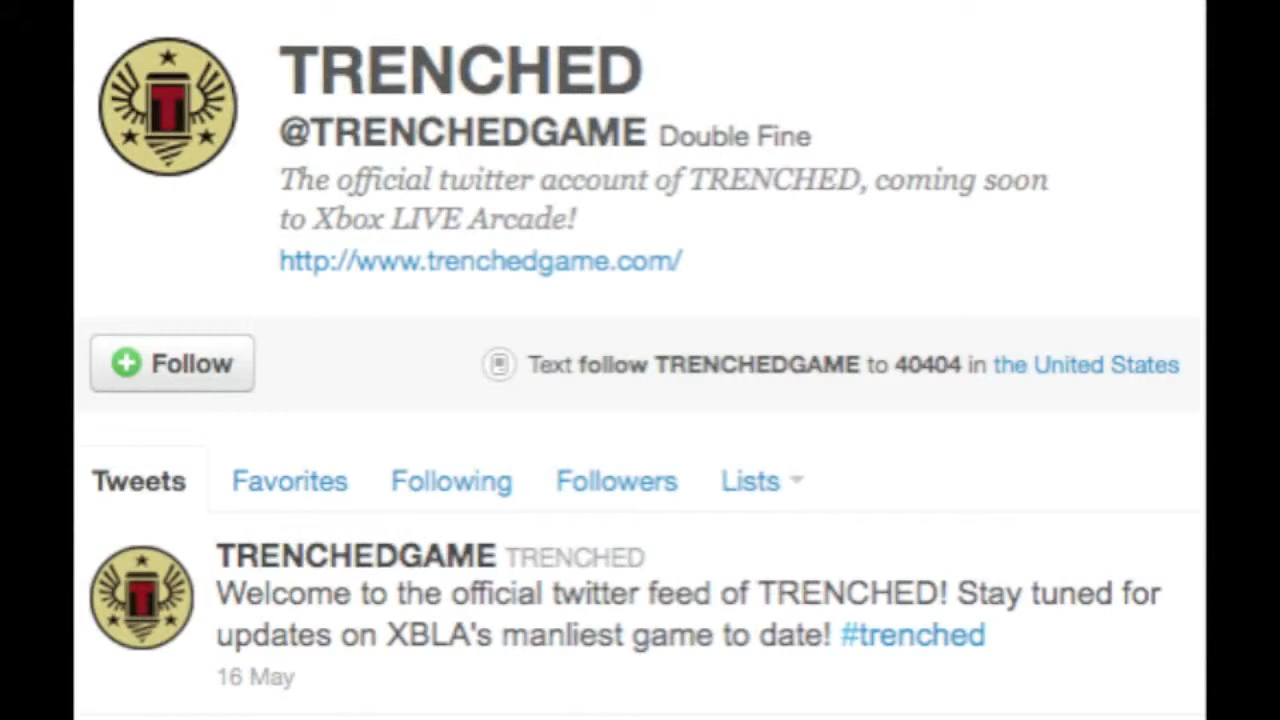 TRENCHED
@TRENCHEDGAME Double Fine
The official twitter account of TRENCHED, coming soon
to Xbox LIVE Arcade!
http://www.trenchedgame.com/
Follow
Text follow TRENCHEDGAME to 40404 in the United States
Tweets Favorites Following Followers Lists
TRENCHEDGAME TRENCHED
Welcome to the official twitter feed of TRENCHED! Stay tuned for
updates on XBLA's manliest game to date! #trenched
16 May